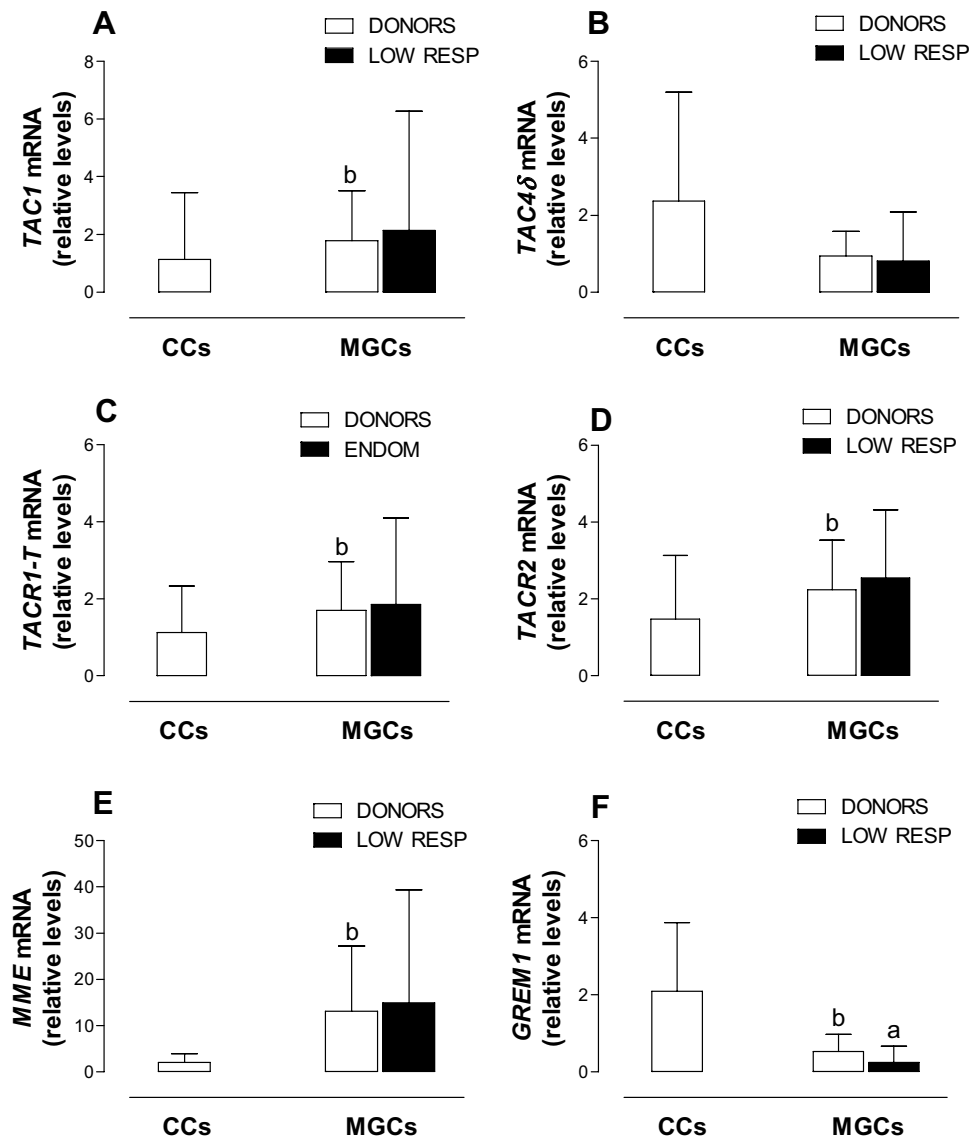 A
DONORS
LOW RESP
TAC1 mRNA
(relative levels)
8
6
4
2
0
b
CCs
MGCs
B
DONORS
LOW RESP
TAC4δ mRNA
(relative levels)
6
4
2
0
CCs
MGCs
C
DONORS
ENDOM
TACR1-T mRNA
(relative levels)
6
4
2
0
b
CCs
MGCs
D
DONORS
LOW RESP
TACR2 mRNA
(relative levels)
6
4
2
0
b
CCs
MGCs
E
DONORS
LOW RESP
MME mRNA
(relative levels)
50
40
30
20
10
0
b
CCs
MGCs
F
DONORS
LOW RESP
GREM1 mRNA
(relative levels)
6
4
2
0
b
a
CCs
MGCs